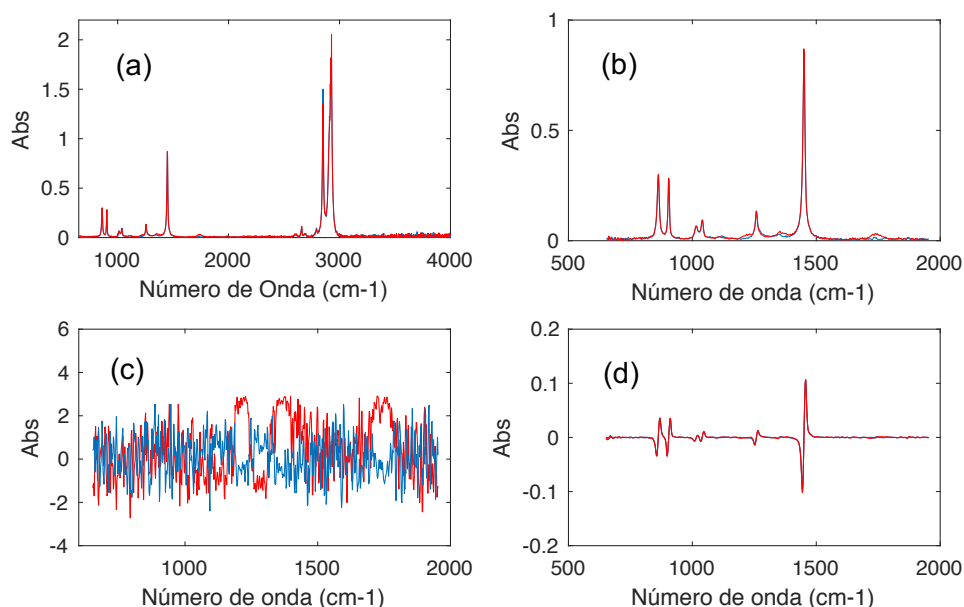 (a)
Abs
2
1.5
1
0.5
0
1000 2000 3000 4000
Número de Onda (cm-1)
(b)
Abs
1
0.5
0
500 1000 1500 2000
Número de onda (cm-1)
(c)
Abs
6
4
2
0
-2
-4
1000 1500 2000
Número de onda (cm-1)
(d)
Abs
0.2
0.1
0
-0.1
-0.2
500 1000 1500 2000
Número de onda (cm-1)